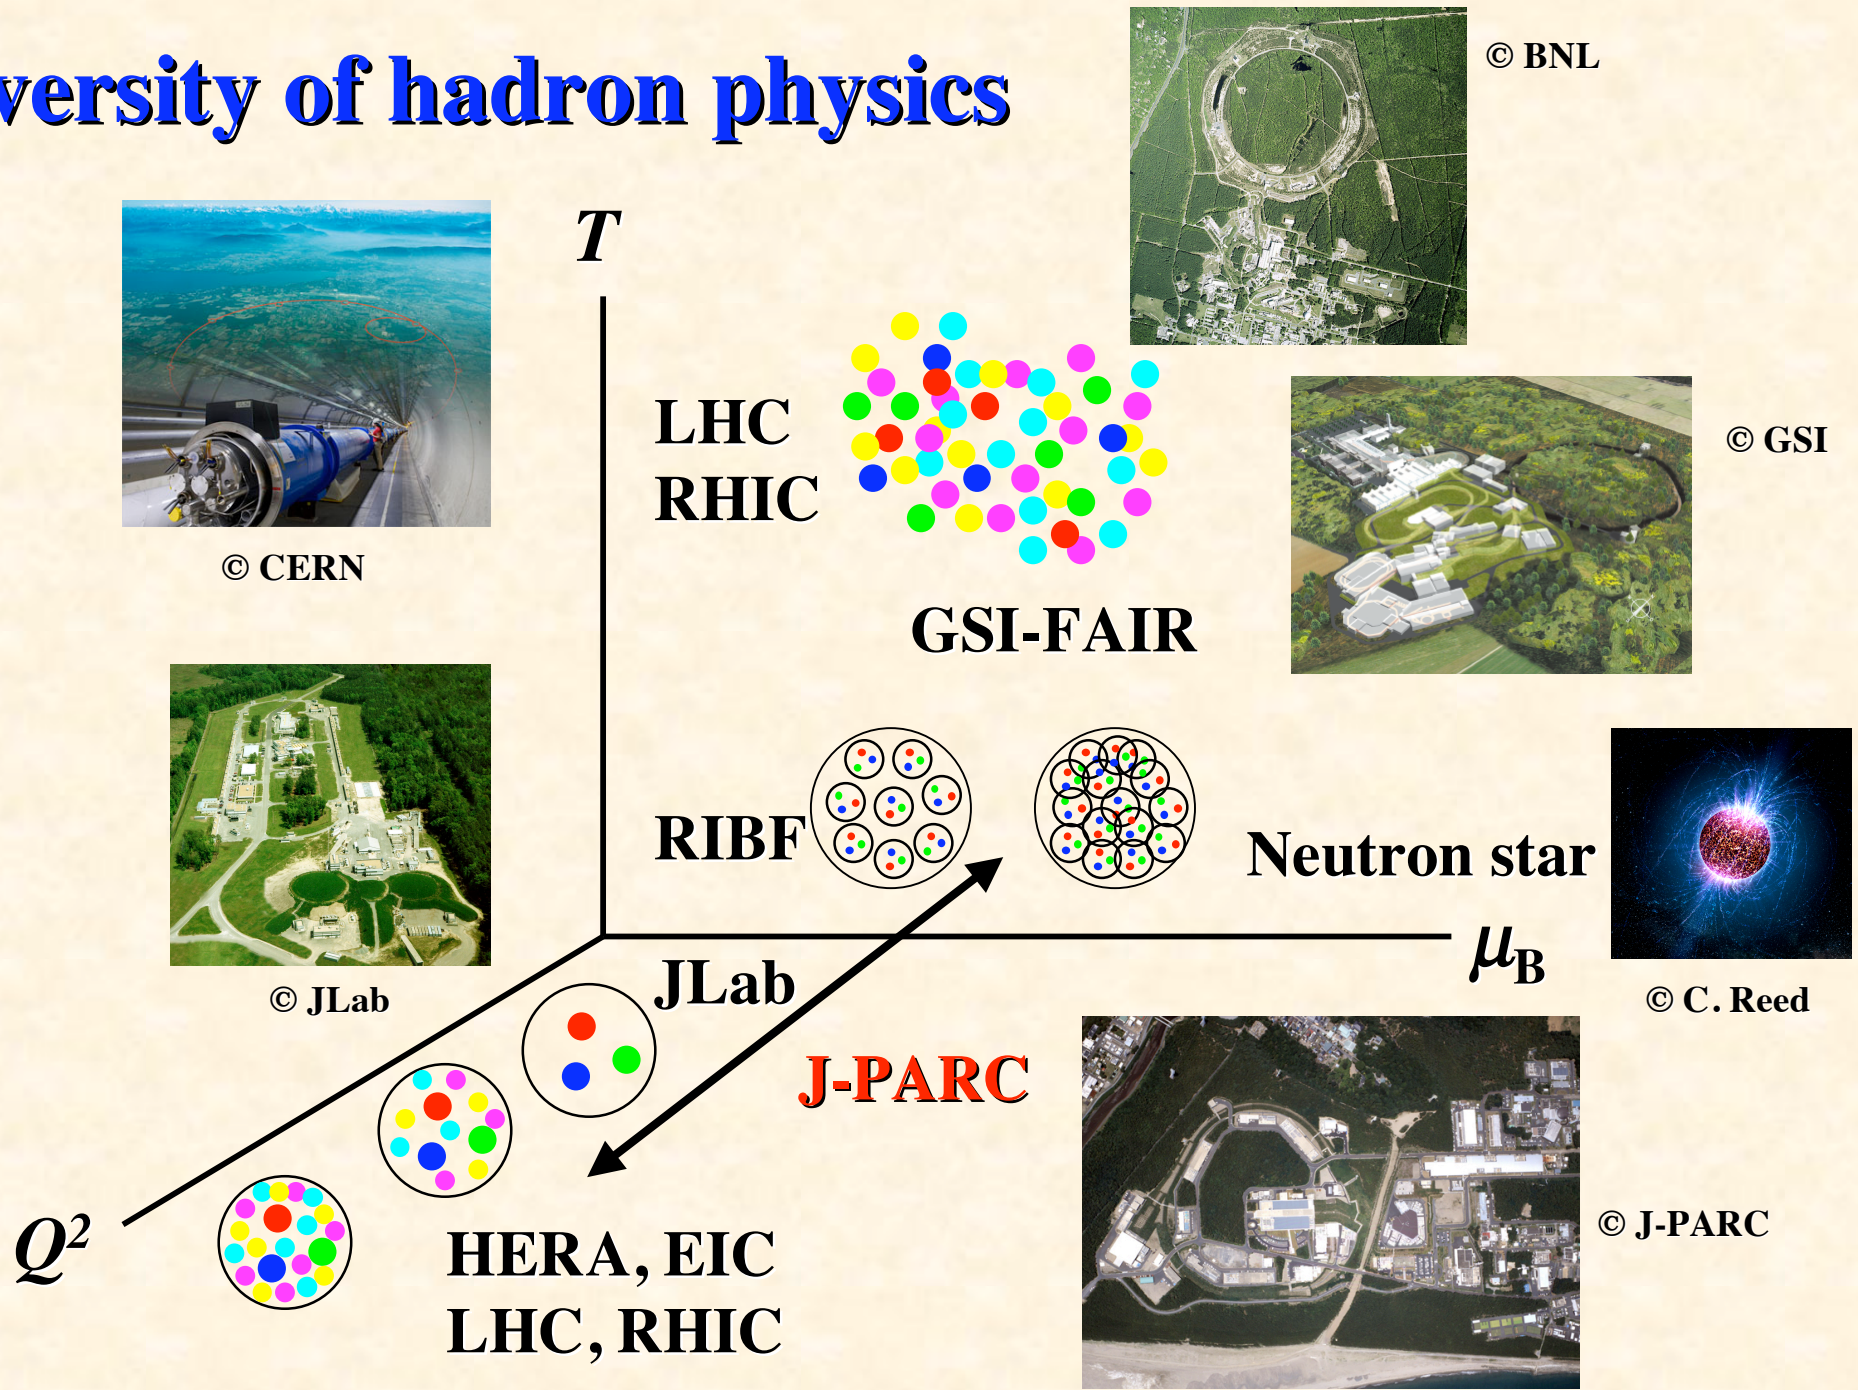 versity of hadron physics
© BNL
T
LHC
RHIC
© GSI
© CERN
GSI-FAIR
RIBF
Neutron star
μB
© JLab
JLab
© C. Reed
J-PARC
Q²
HERA, EIC
LHC, RHIC
© J-PARC